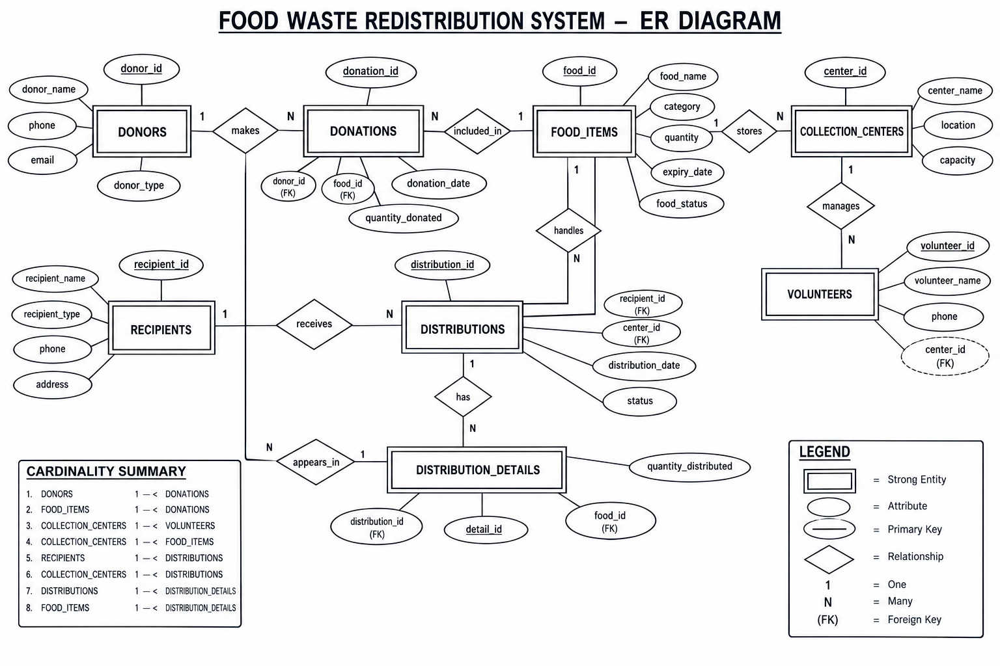 FOOD WASTE REDISTRIBUTION SYSTEM – ER DIAGRAM
donor_id
donor_name
phone
email
donor_type
DONORS
1
makes
N
donation_id
DONATIONS
donor_id
(FK)
food_id
(FK)
quantity_donated
donation_date
N
included_in
1
food_id
FOOD_ITEMS
food_name
category
quantity
expiry_date
food_status
1
stores
N
center_id
COLLECTION_CENTERS
center_name
location
capacity
1
manages
N
VOLUNTEERS
volunteer_id
volunteer_name
phone
center_id
(FK)
1
handles
N
recipient_id
recipient_name
recipient_type
phone
address
RECIPIENTS
1
receives
N
distribution_id
DISTRIBUTIONS
recipient_id
(FK)
center_id
(FK)
distribution_date
status
1
has
N
N
appears_in
1
DISTRIBUTION_DETAILS
quantity_distributed
distribution_id
(FK)
detail_id
food_id
(FK)
CARDINALITY SUMMARY
1. DONORS 1 — < DONATIONS
2. FOOD_ITEMS 1 — < DONATIONS
3. COLLECTION_CENTERS 1 — < VOLUNTEERS
4. COLLECTION_CENTERS 1 — < FOOD_ITEMS
5. RECIPIENTS 1 — < DISTRIBUTIONS
6. COLLECTION_CENTERS 1 — < DISTRIBUTIONS
7. DISTRIBUTIONS 1 — < DISTRIBUTION_DETAILS
8. FOOD_ITEMS 1 — < DISTRIBUTION_DETAILS
LEGEND
= Strong Entity
= Attribute
= Primary Key
= Relationship
1 = One
N = Many
(FK) = Foreign Key